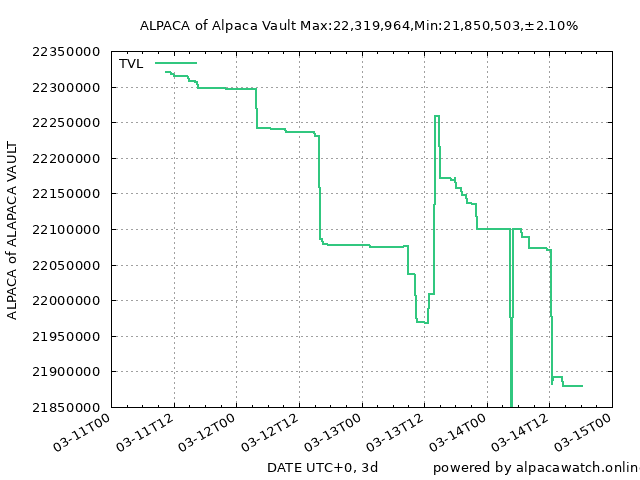 ALPACA of Alpaca Vault Max:22,319,964,Min:21,850,503,±2.10%
TVL
22350000
22300000
22250000
22200000
22150000
22100000
22050000
22000000
21950000
21900000
21850000
ALPACA of ALAPACA VAULT
03-11T00
03-11T12
03-12T00
03-12T12
03-13T00
03-13T12
03-14T00
03-14T12
03-15T00
DATE UTC+0, 3d
powered by alpacawatch.online